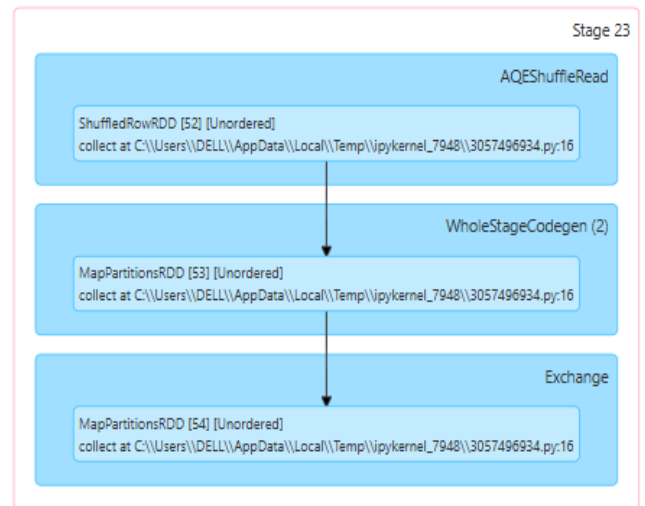 Stage 23
AQEShuffleRead
ShuffledRowRDD [52] [Unordered]
collect at C:\\Users\\DELL\\AppData\\Local\\Temp\\ipykernel_7948\\3057496934.py:16
WholeStageCodegen (2)
MapPartitionsRDD [53] [Unordered]
collect at C:\\Users\\DELL\\AppData\\Local\\Temp\\ipykernel_7948\\3057496934.py:16
Exchange
MapPartitionsRDD [54] [Unordered]
collect at C:\\Users\\DELL\\AppData\\Local\\Temp\\ipykernel_7948\\3057496934.py:16